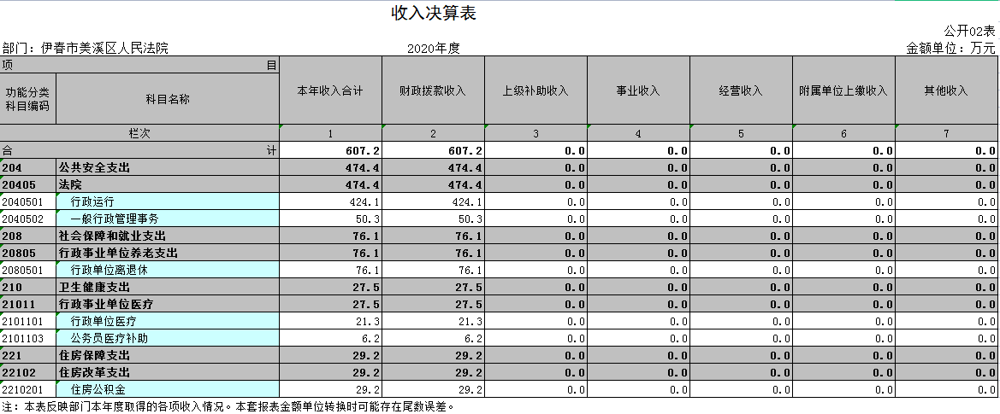 收入决算表
公开02表
部门：伊春市美溪区人民法院 2020年度 金额单位：万元
项 目 本年收入合计 财政拨款收入 上级补助收入 事业收入 经营收入 附属单位上缴收入 其他收入
功能分类科目编码 科目名称
栏次 1 2 3 4 5 6 7
合 计 607.2 607.2 0.0 0.0 0.0 0.0 0.0
204 公共安全支出 474.4 474.4 0.0 0.0 0.0 0.0 0.0
20405 法院 474.4 474.4 0.0 0.0 0.0 0.0 0.0
2040501 行政运行 424.1 424.1 0.0 0.0 0.0 0.0 0.0
2040502 一般行政管理事务 50.3 50.3 0.0 0.0 0.0 0.0 0.0
208 社会保障和就业支出 76.1 76.1 0.0 0.0 0.0 0.0 0.0
20805 行政事业单位养老支出 76.1 76.1 0.0 0.0 0.0 0.0 0.0
2080501 行政单位离退休 76.1 76.1 0.0 0.0 0.0 0.0 0.0
210 卫生健康支出 27.5 27.5 0.0 0.0 0.0 0.0 0.0
21011 行政事业单位医疗 27.5 27.5 0.0 0.0 0.0 0.0 0.0
2101101 行政单位医疗 21.3 21.3 0.0 0.0 0.0 0.0 0.0
2101103 公务员医疗补助 6.2 6.2 0.0 0.0 0.0 0.0 0.0
221 住房保障支出 29.2 29.2 0.0 0.0 0.0 0.0 0.0
22102 住房改革支出 29.2 29.2 0.0 0.0 0.0 0.0 0.0
2210201 住房公积金 29.2 29.2 0.0 0.0 0.0 0.0 0.0
注：本表反映部门本年度取得的各项收入情况。本套报表金额单位转换时可能存在尾数误差。